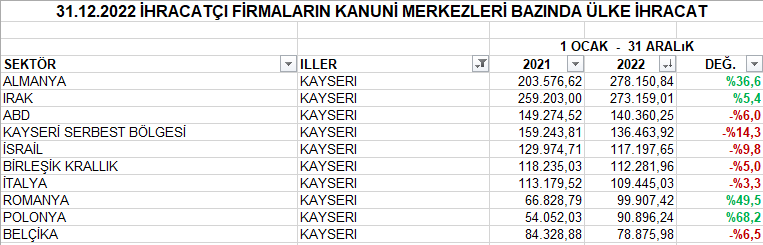 31.12.2022 İHRACATÇI FİRMALARIN KANUNİ MERKEZLERİ BAZINDA ÜLKE İHRACAT
1 OCAK - 31 ARALıK
SEKTÖR ILLER 2021 2022 DEĞ.
ALMANYA KAYSERI 203.576,62 278.150,84 %36,6
IRAK KAYSERI 259.203,00 273.159,01 %5,4
ABD KAYSERI 149.274,52 140.360,25 -%6,0
KAYSERİ SERBEST BÖLGESİ KAYSERI 159.243,81 136.463,92 -%14,3
İSRAİL KAYSERI 129.974,71 117.197,65 -%9,8
BİRLEŞİK KRALLIK KAYSERI 118.235,03 112.281,96 -%5,0
İTALYA KAYSERI 113.179,52 109.445,03 -%3,3
ROMANYA KAYSERI 66.828,79 99.907,42 %49,5
POLONYA KAYSERI 54.052,03 90.896,24 %68,2
BELÇİKA KAYSERI 84.328,88 78.875,98 -%6,5